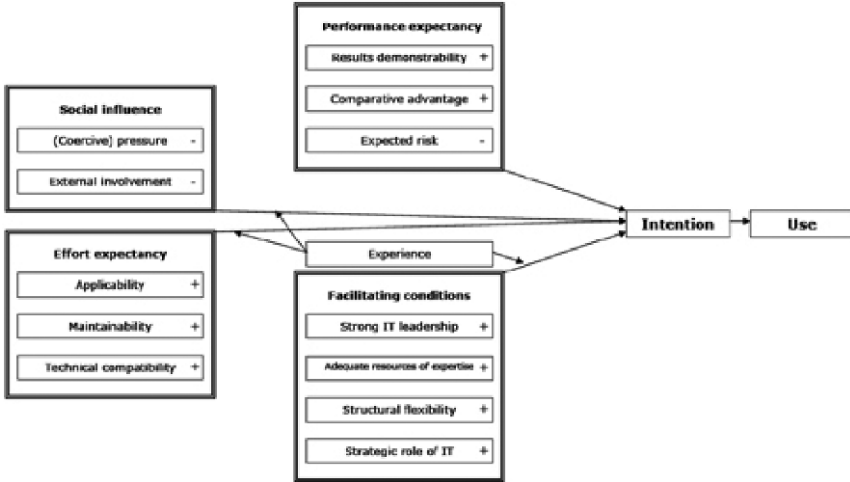 Performance expectancy
Results demonstrability +
Comparative advantage +
Expected risk -
Social influence
(Coercive) pressure -
External involvement -
Intention
Use
Effort expectancy
Applicability +
Maintainability +
Technical compatibility +
Experience
Facilitating conditions
Strong IT leadership +
Adequate resources of expertise +
Structural flexibility +
Strategic role of IT +